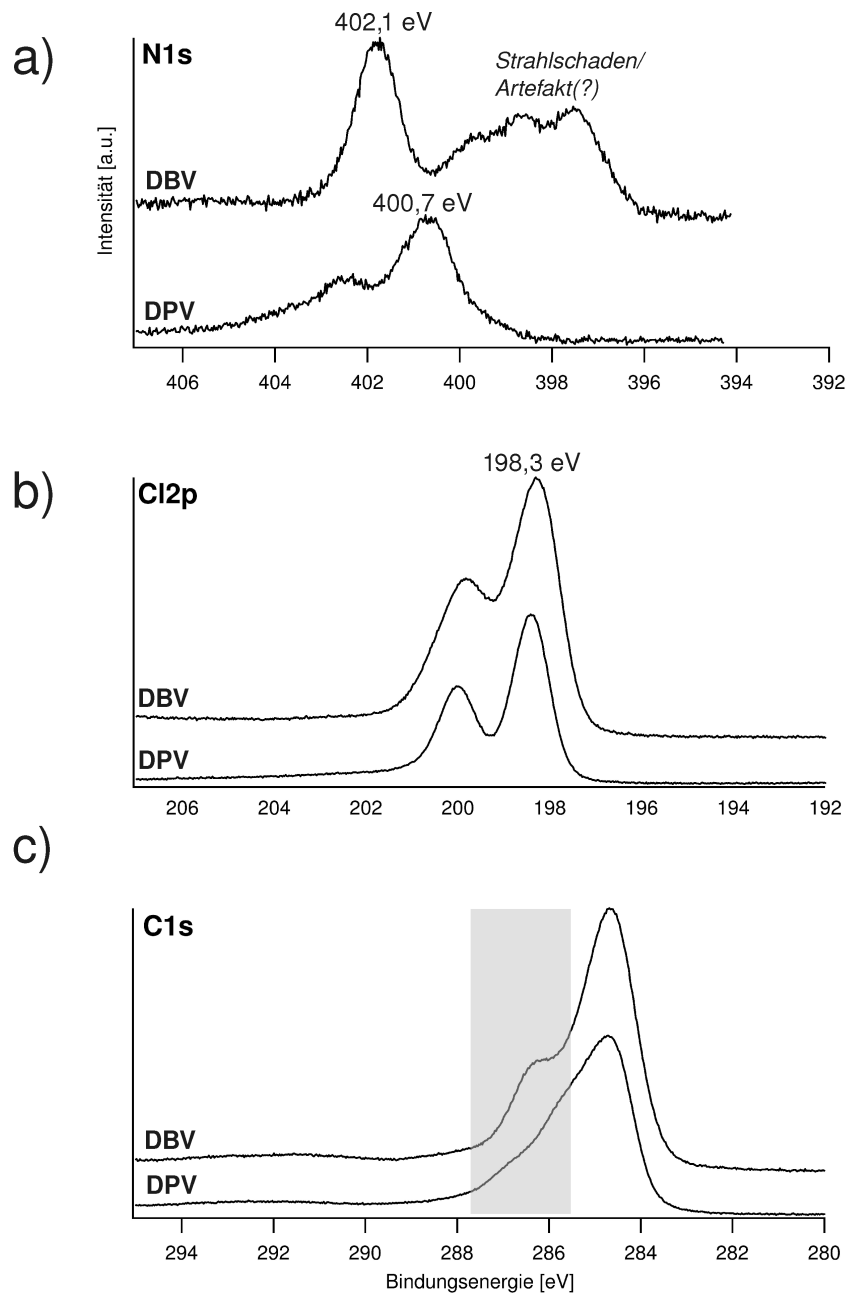 a)
N1s
402,1 eV
Strahlschaden/
Artefakt(?)
Intensität [a.u.]
DBV
400,7 eV
DPV
406 404 402 400 398 396 394 392
b)
Cl2p
198,3 eV
DBV
DPV
206 204 202 200 198 196 194 192
c)
C1s
DBV
DPV
294 292 290 288 286 284 282 280
Bindungsenergie [eV]